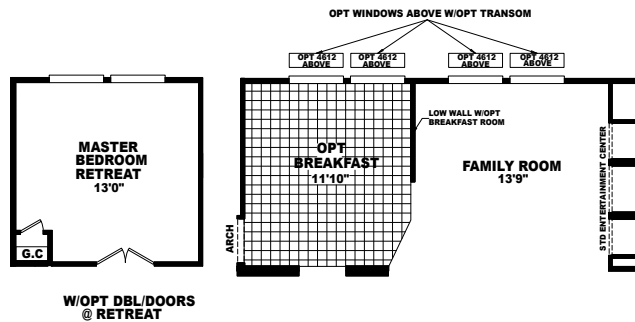 OPT WINDOWS ABOVE W/OPT TRANSOM
OPT 4612
ABOVE
OPT 4612
ABOVE
OPT 4612
ABOVE
OPT 4612
ABOVE
MASTER
BEDROOM
RETREAT
13'0"
G.C
W/OPT DBL/DOORS
@ RETREAT
OPT
BREAKFAST
11'10"
ARCH
LOW WALL W/OPT
BREAKFAST ROOM
FAMILY ROOM
13'9"
STD ENTERTAINMENT CENTER